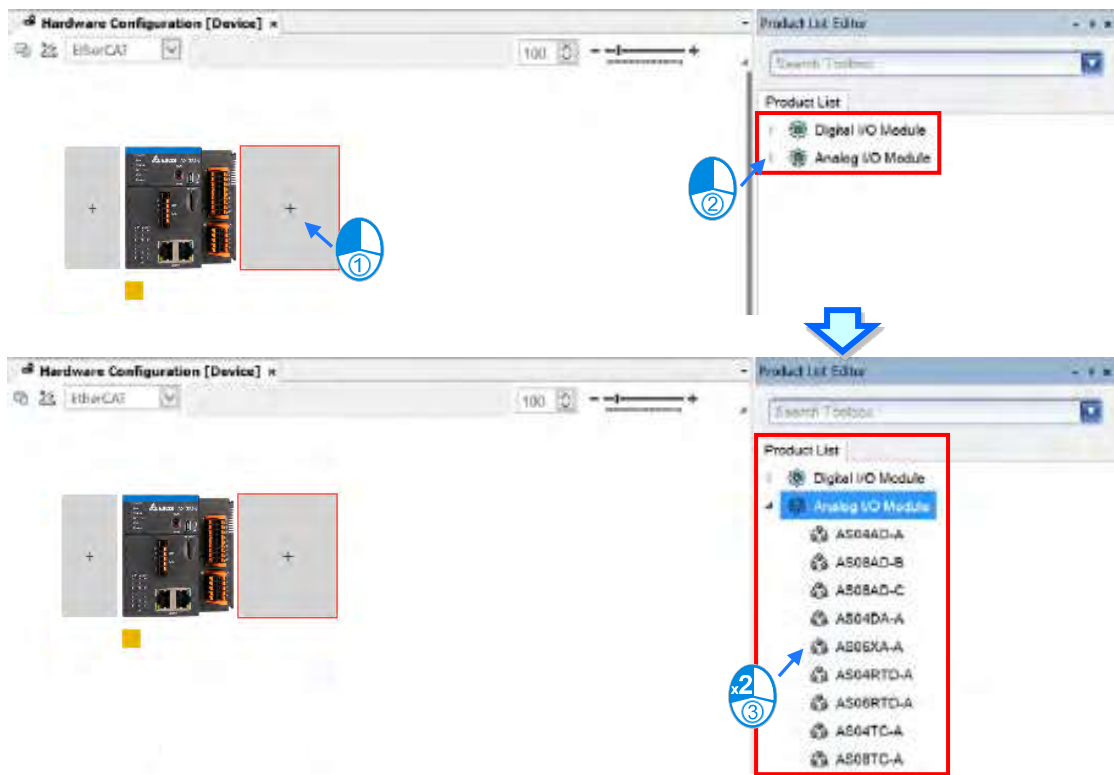 Hardware Configuration [Device] ×
Product List Editor
EtherCAT
100
- +
Search Toolbox
Product List
Digital I/O Module
Analog I/O Module
+
+
①
②
Hardware Configuration [Device] ×
Product List Editor
EtherCAT
100
- +
Search Toolbox
Product List
Digital I/O Module
Analog I/O Module
AS04AD-A
AS08AD-B
AS08AD-C
AS04DA-A
AS06XA-A
AS04RTD-A
AS06RTD-A
AS04TC-A
AS08TC-A
+
+
x2
③